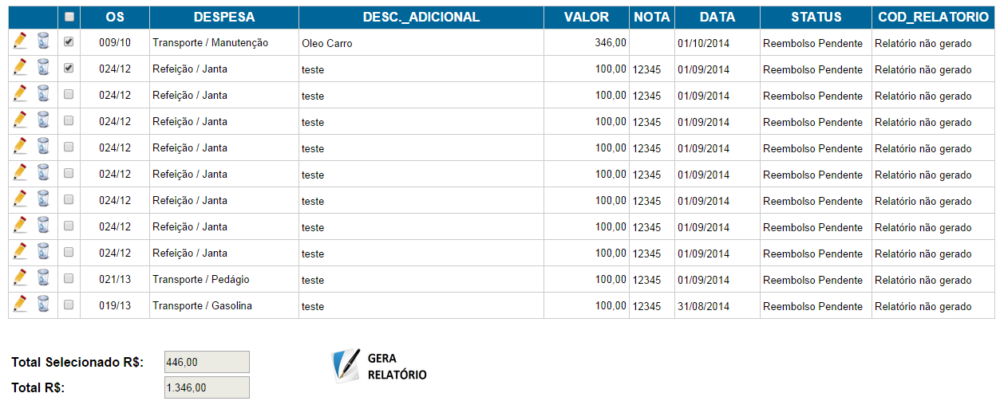 OS DESPESA DESC._ADICIONAL VALOR NOTA DATA STATUS COD_RELATORIO
009/10 Transporte / Manutenção Oleo Carro 346,00 01/10/2014 Reembolso Pendente Relatório não gerado
024/12 Refeição / Janta teste 100,00 12345 01/09/2014 Reembolso Pendente Relatório não gerado
024/12 Refeição / Janta teste 100,00 12345 01/09/2014 Reembolso Pendente Relatório não gerado
024/12 Refeição / Janta teste 100,00 12345 01/09/2014 Reembolso Pendente Relatório não gerado
024/12 Refeição / Janta teste 100,00 12345 01/09/2014 Reembolso Pendente Relatório não gerado
024/12 Refeição / Janta teste 100,00 12345 01/09/2014 Reembolso Pendente Relatório não gerado
024/12 Refeição / Janta teste 100,00 12345 01/09/2014 Reembolso Pendente Relatório não gerado
024/12 Refeição / Janta teste 100,00 12345 01/09/2014 Reembolso Pendente Relatório não gerado
024/12 Refeição / Janta teste 100,00 12345 01/09/2014 Reembolso Pendente Relatório não gerado
021/13 Transporte / Pedágio teste 100,00 12345 01/09/2014 Reembolso Pendente Relatório não gerado
019/13 Transporte / Gasolina teste 100,00 12345 31/08/2014 Reembolso Pendente Relatório não gerado
Total Selecionado R$: 446,00
Total R$: 1.346,00
GERA
RELATÓRIO